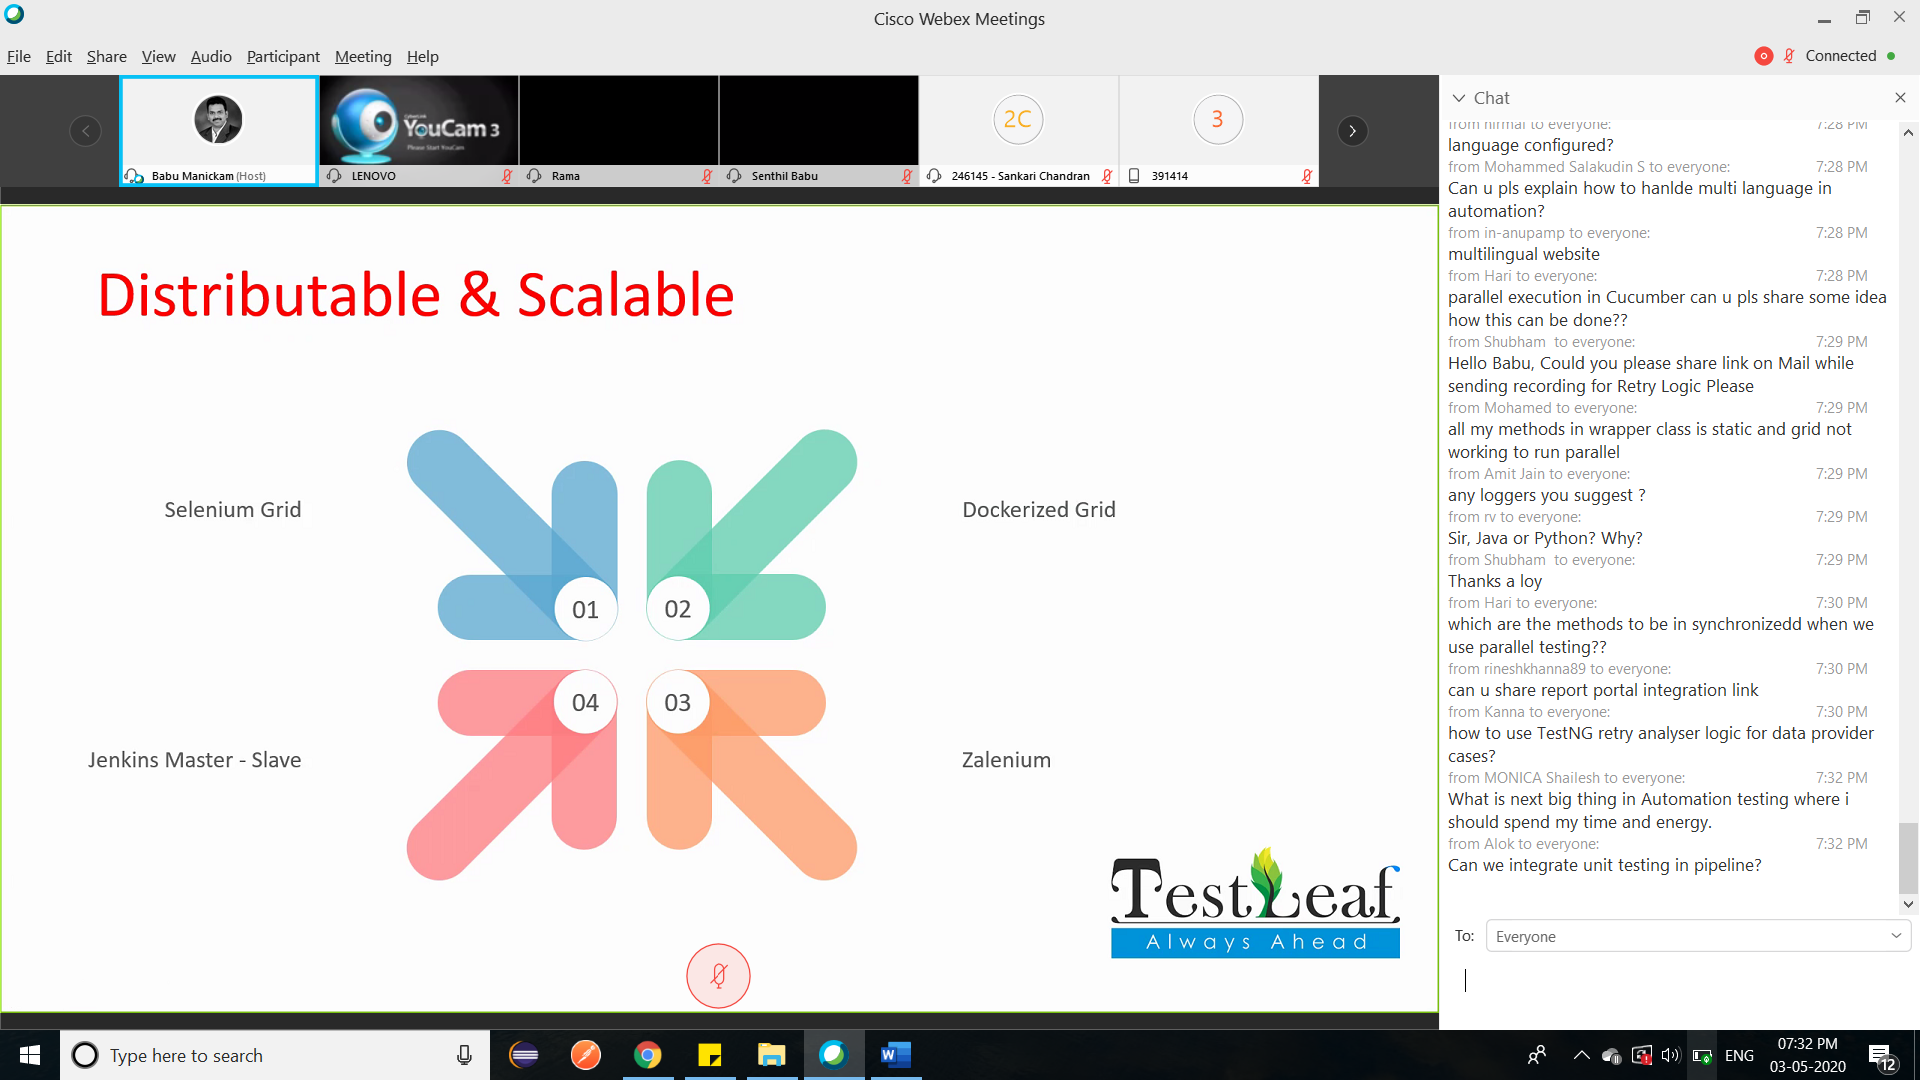 Cisco Webex Meetings
File Edit Share View Audio Participant Meeting Help
Connected
CyberLink
YouCam 3
Please Start YouCam
2C
3
Babu Manickam (Host)
LENOVO
Rama
Senthil Babu
246145 - Sankari Chandran
391414
Distributable & Scalable
Selenium Grid
Dockerized Grid
01
02
04
03
Jenkins Master - Slave
Zalenium
TestLeaf
Always Ahead
Chat
from nirmal to everyone: 7:28 PM
language configured?
from Mohammed Salakudin S to everyone: 7:28 PM
Can u pls explain how to hanlde multi language in
automation?
from in-anupamp to everyone: 7:28 PM
multilingual website
from Hari to everyone: 7:28 PM
parallel execution in Cucumber can u pls share some idea
how this can be done??
from Shubham to everyone: 7:29 PM
Hello Babu, Could you please share link on Mail while
sending recording for Retry Logic Please
from Mohamed to everyone: 7:29 PM
all my methods in wrapper class is static and grid not
working to run parallel
from Amit Jain to everyone: 7:29 PM
any loggers you suggest ?
from rv to everyone: 7:29 PM
Sir, Java or Python? Why?
from Shubham to everyone: 7:29 PM
Thanks a loy
from Hari to everyone: 7:30 PM
which are the methods to be in synchronizedd when we
use parallel testing??
from rineshkhanna89 to everyone: 7:30 PM
can u share report portal integration link
from Kanna to everyone: 7:30 PM
how to use TestNG retry analyser logic for data provider
cases?
from MONICA Shailesh to everyone: 7:32 PM
What is next big thing in Automation testing where i
should spend my time and energy.
from Alok to everyone: 7:32 PM
Can we integrate unit testing in pipeline?
To: Everyone
Type here to search
ENG
07:32 PM
03-05-2020
12